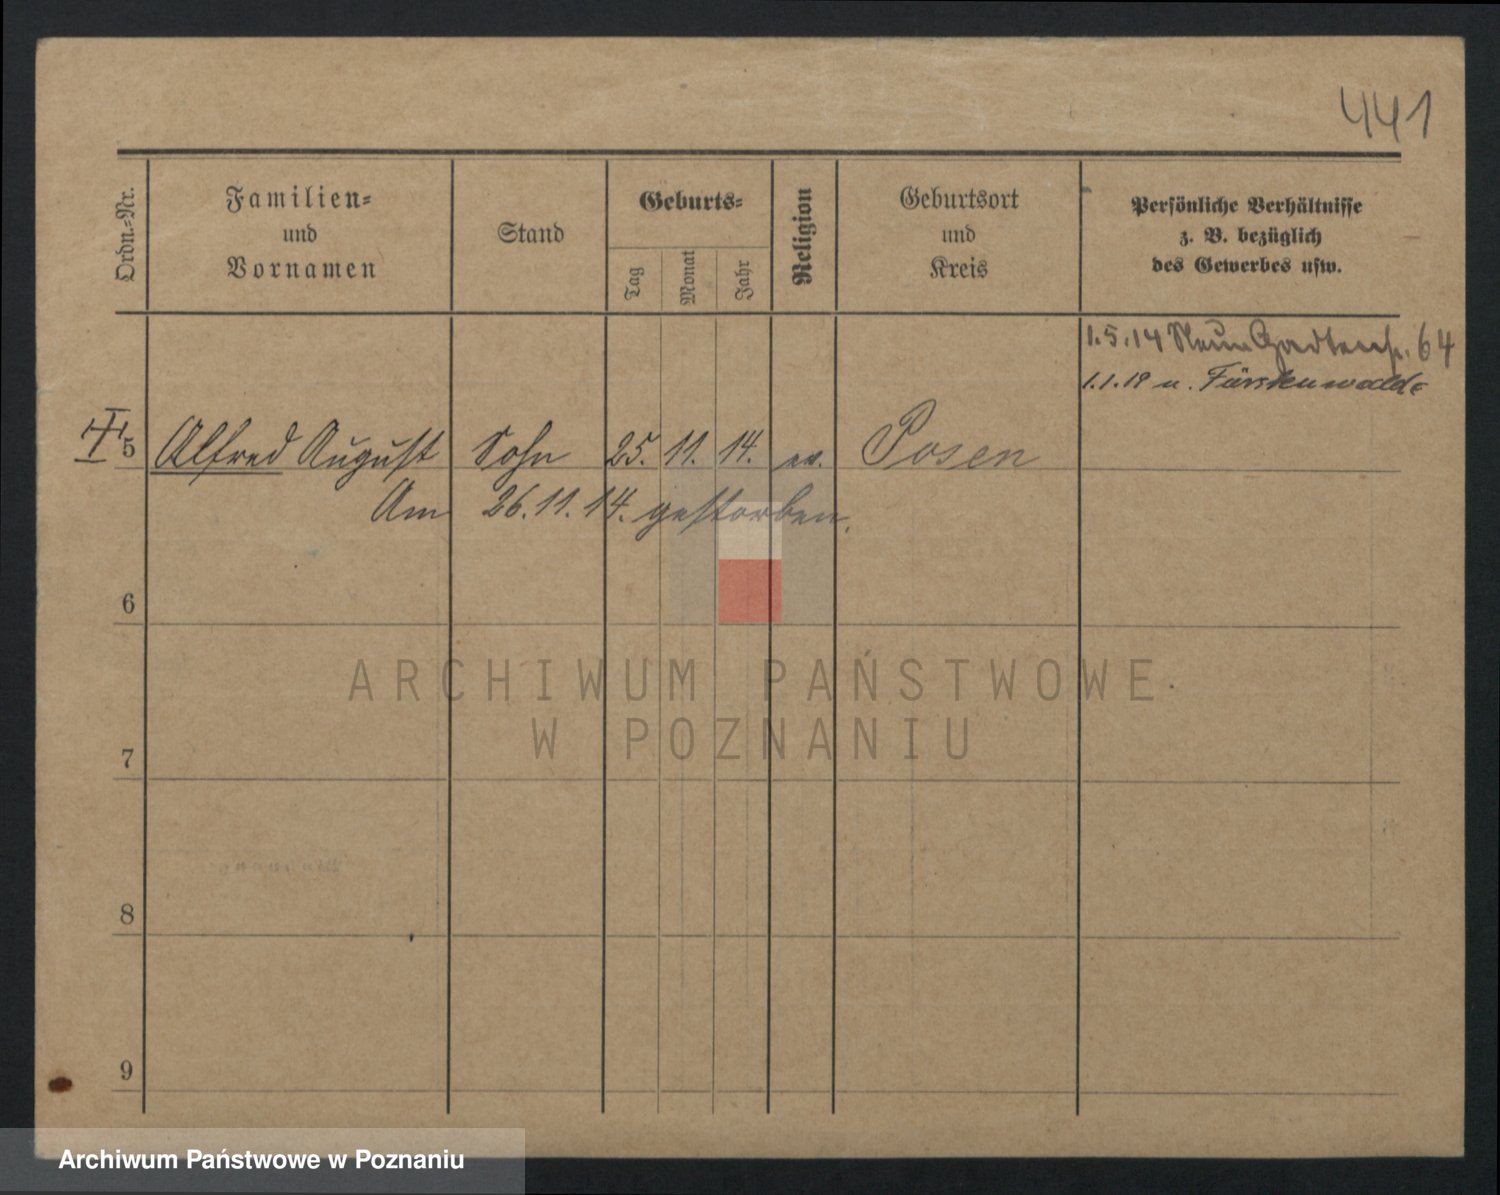 441
Ordn.=Nr.
Familien=
und
Vornamen
Stand
Geburts=
Tag
Monat
Jahr
Religion
Geburtsort
und
Kreis
Persönliche Verhältnisse
z. B. bezüglich
des Gewerbes usw.
1.5.14 64
1.1.19 n. Fürstenwalde
5 Alfred August Sohn 25. 11. 14. ev. Posen
Am 26.11.14. gestorben.
6
ARCHIWUM PAŃSTWOWE
W POZNANIU
7
8
9
Archiwum Państwowe w Poznaniu